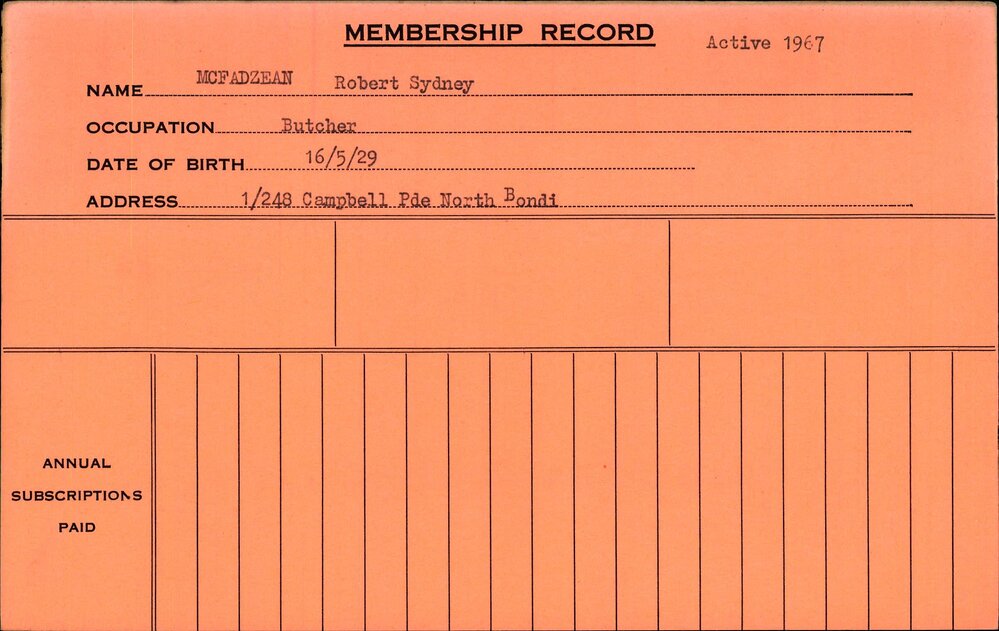 MEMBERSHIP RECORD
Active 1967
NAME MCFADZEAN Robert Sydney
OCCUPATION Butcher
DATE OF BIRTH 16/5/29
ADDRESS 1/248 Campbell Pde North Bondi
ANNUAL
SUBSCRIPTIONS
PAID